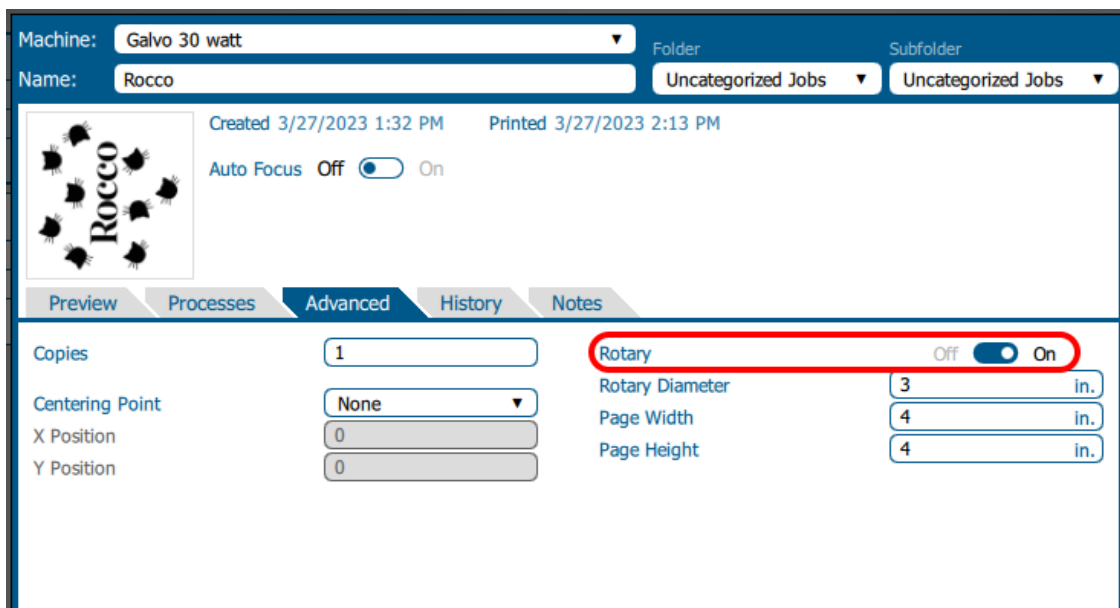 Machine: Galvo 30 watt
Folder Subfolder
Name: Rocco Uncategorized Jobs Uncategorized Jobs
Created 3/27/2023 1:32 PM Printed 3/27/2023 2:13 PM
Auto Focus Off On
Rocco
Preview Processes Advanced History Notes
Copies 1 Rotary Off On
Rotary Diameter 3 in.
Centering Point None Page Width 4 in.
X Position 0 Page Height 4 in.
Y Position 0